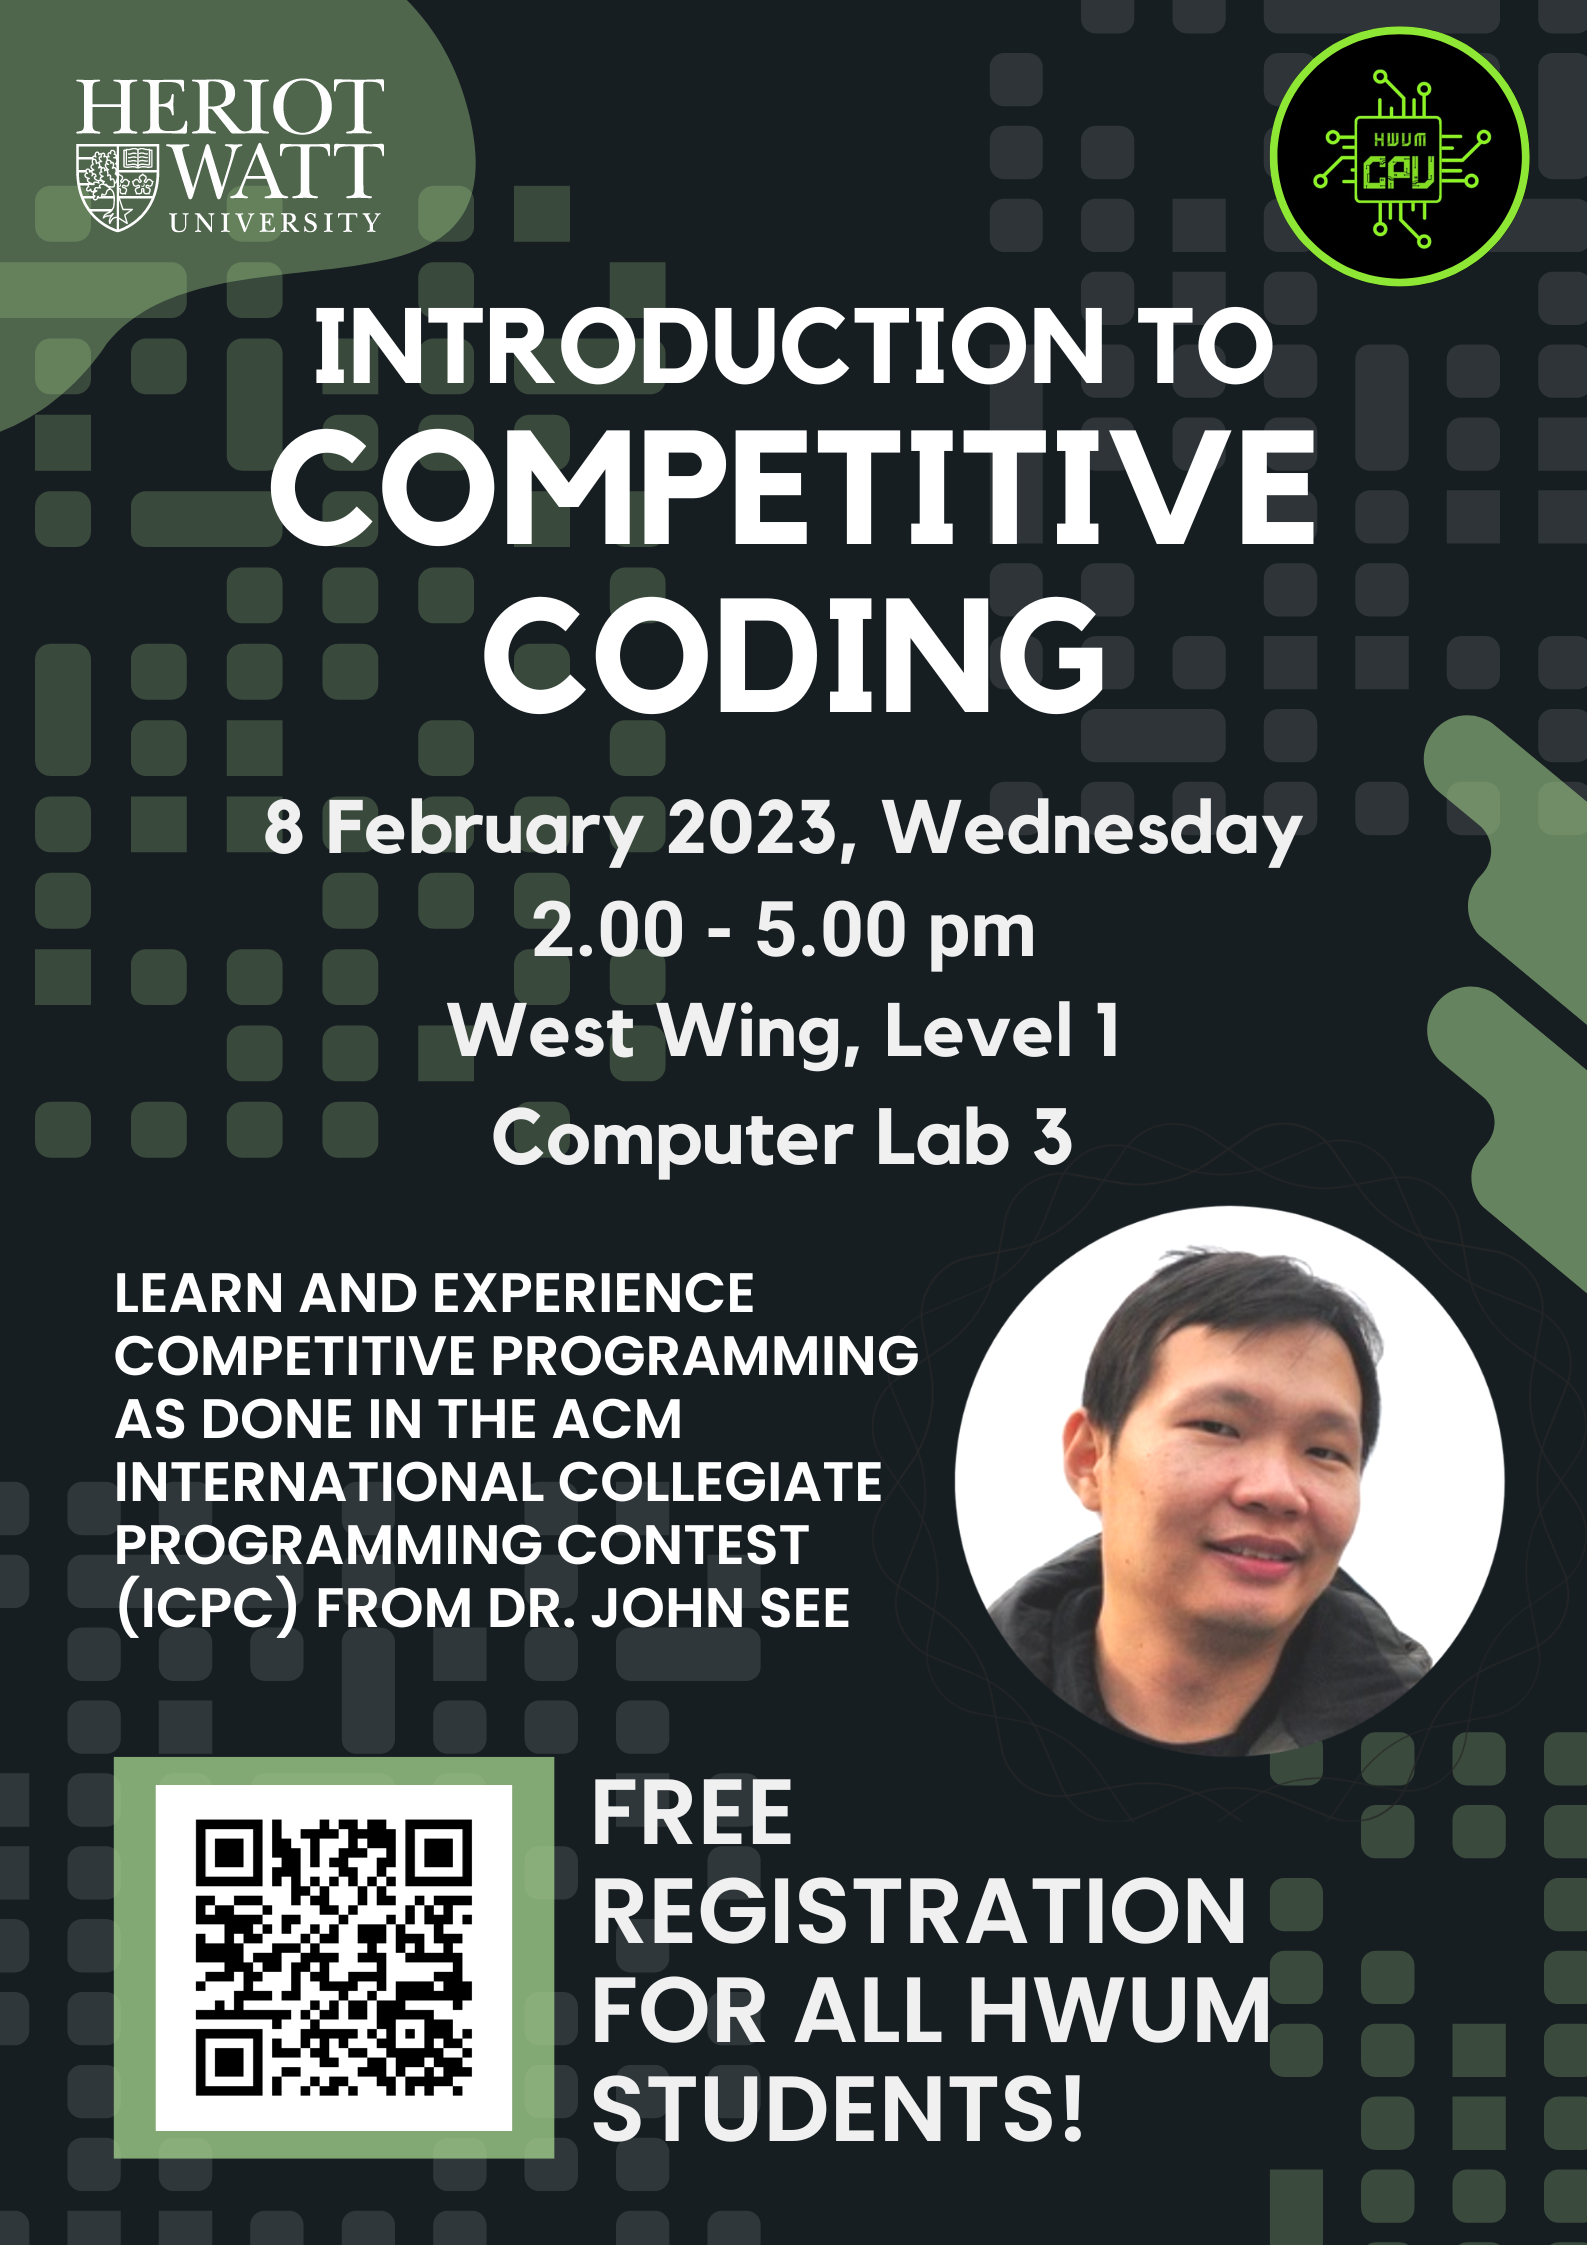 HERIOT
WATT
UNIVERSITY
HWUM
CPU
INTRODUCTION TO
COMPETITIVE
CODING
8 February 2023, Wednesday
2.00 - 5.00 pm
West Wing, Level 1
Computer Lab 3
LEARN AND EXPERIENCE
COMPETITIVE PROGRAMMING
AS DONE IN THE ACM
INTERNATIONAL COLLEGIATE
PROGRAMMING CONTEST
(ICPC) FROM DR. JOHN SEE
FREE
REGISTRATION
FOR ALL HWUM
STUDENTS!